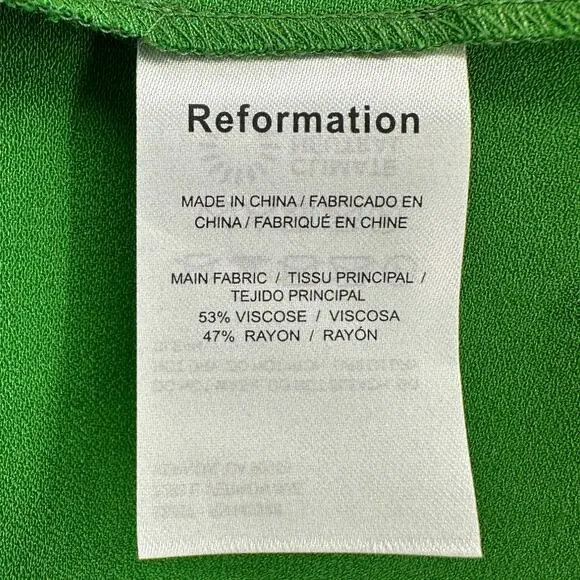 Reformation
MADE IN CHINA / FABRICADO EN
CHINA / FABRIQUÉ EN CHINE
MAIN FABRIC / TISSU PRINCIPAL /
TEJIDO PRINCIPAL
53% VISCOSE / VISCOSA
47% RAYON / RAYÓN